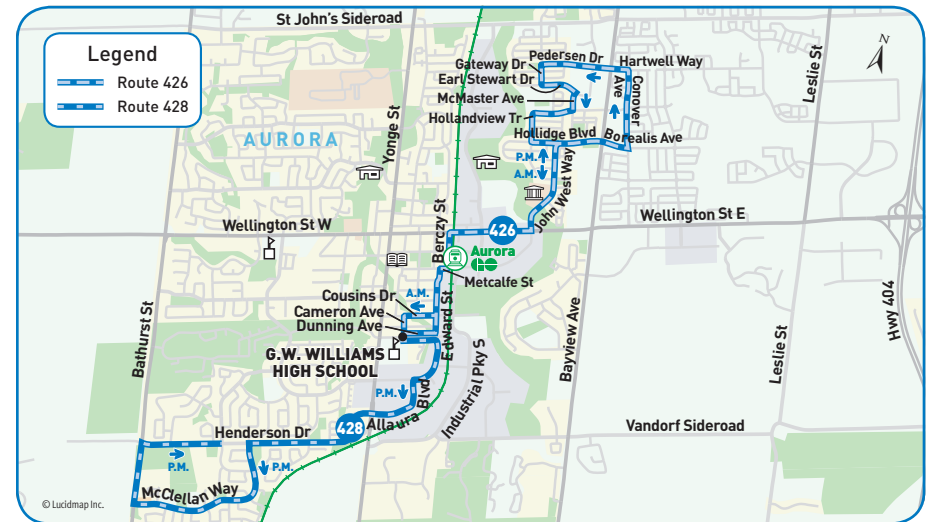 St John's Sideroad
Legend
Route 426
Route 428
AURORA
Yonge St
Leslie St
N
Gateway Dr
Pedersen Dr
Hartwell Way
Earl Stewart Dr
McMaster Ave
Conover
Ave
Hollandview Tr
Hollidge Blvd
Borealis Ave
P.M.
A.M.
John West Way
Wellington St W
Berczy St
426
Wellington St E
Aurora
GO
Metcalfe St
A.M.
Cousins Dr
Cameron Ave
Dunning Ave
Edward St
G.W. WILLIAMS
HIGH SCHOOL
Bathurst St
Bayview Ave
Leslie St
Hwy 404
P.M.
Industrial Pky S
Allaura
Blvd
428
Henderson Dr
Vandorf Sideroad
P.M.
P.M.
McClellan Way
© Lucidmap Inc.